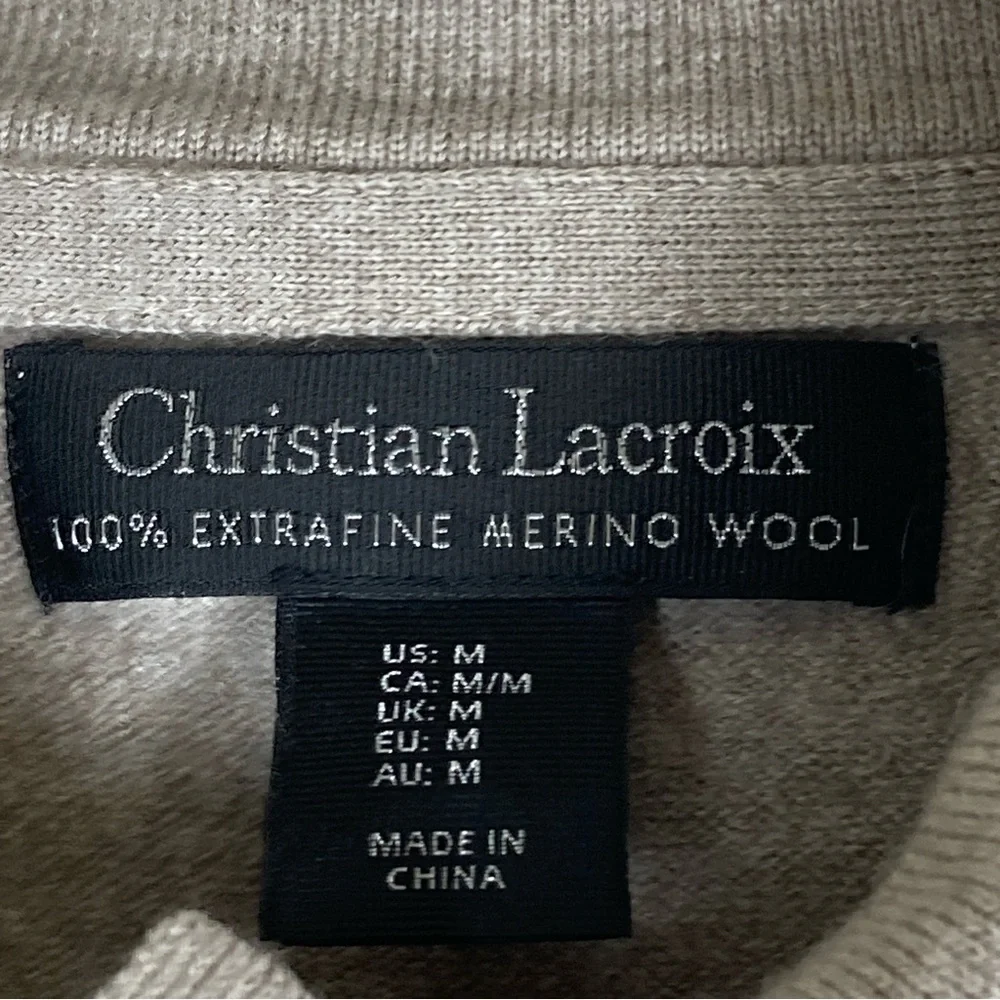 Christian Lacroix
100% EXTRAFINE MERINO WOOL
US: M
CA: M/M
UK: M
EU: M
AU: M
MADE IN
CHINA